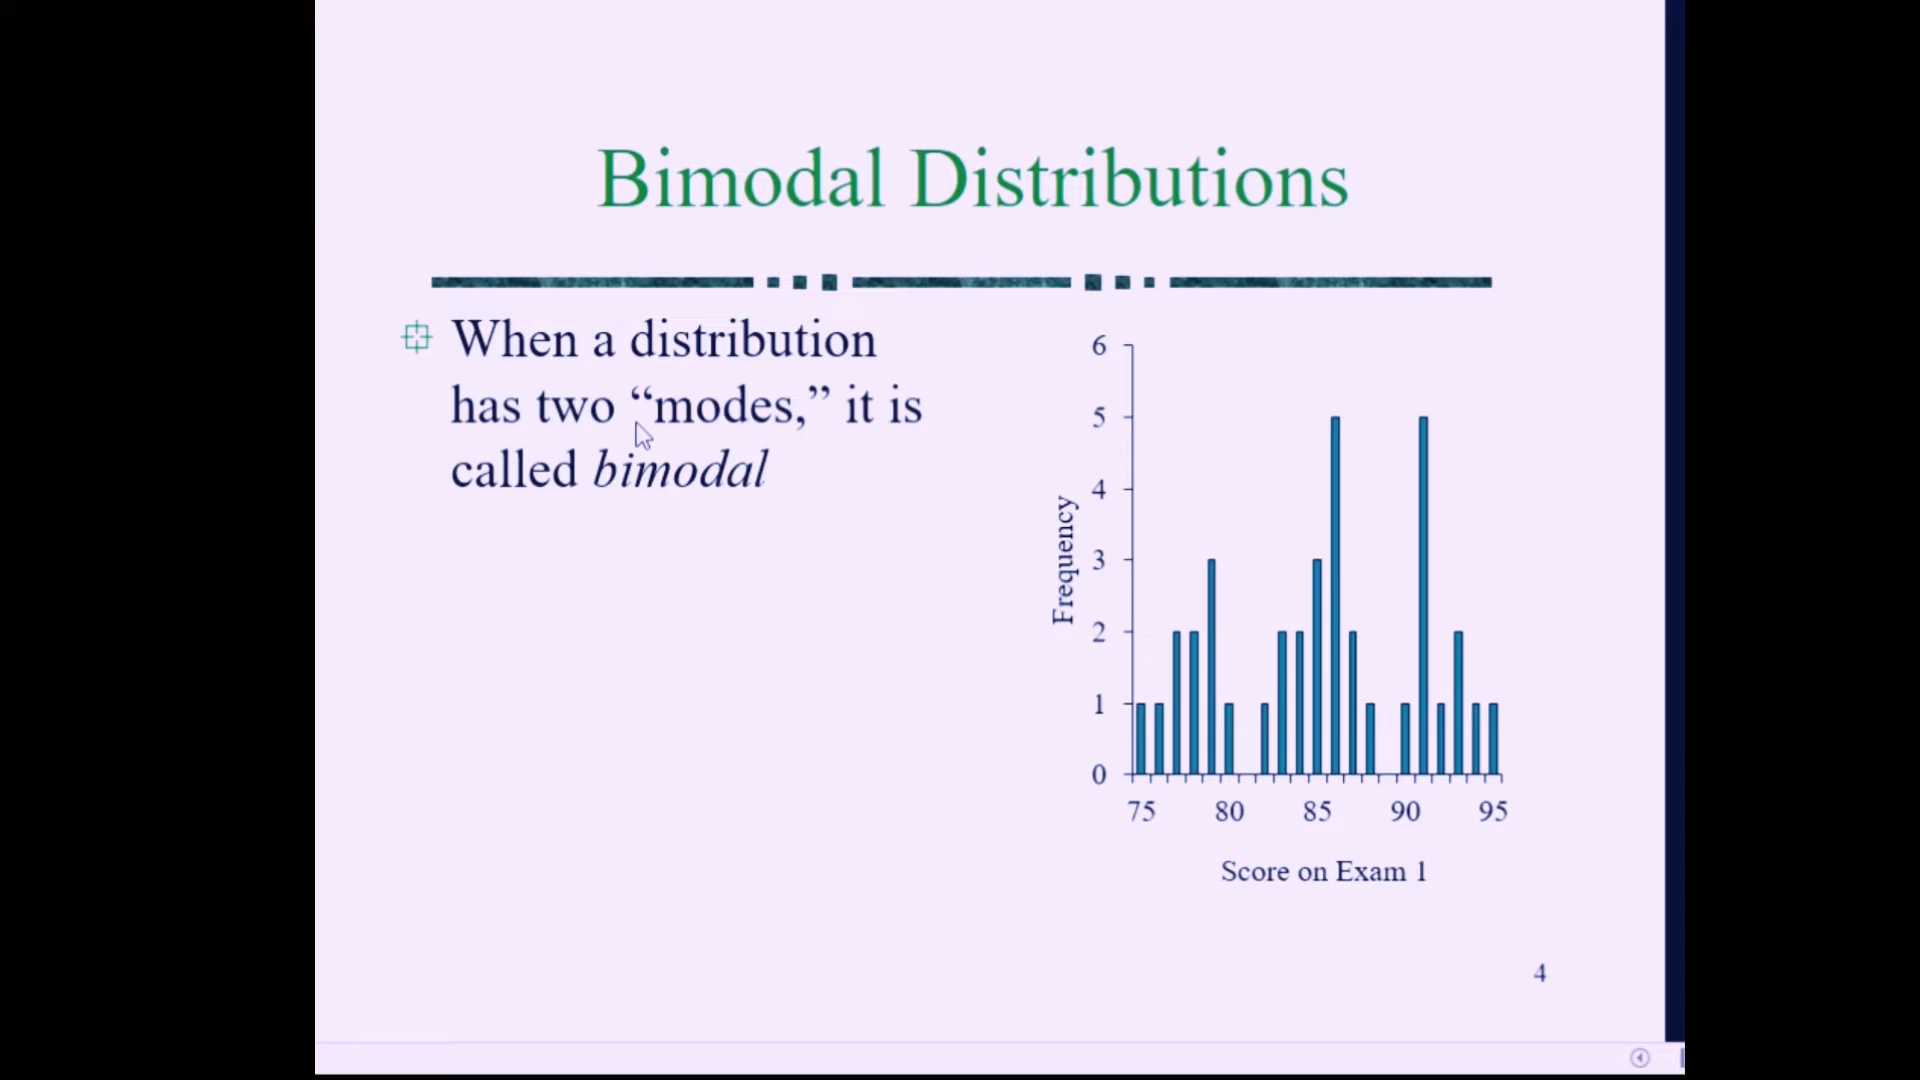 Bimodal Distributions
When a distribution
has two “modes,” it is
called bimodal
6
5
4
3
2
1
0
Frequency
75 80 85 90 95
Score on Exam 1
4